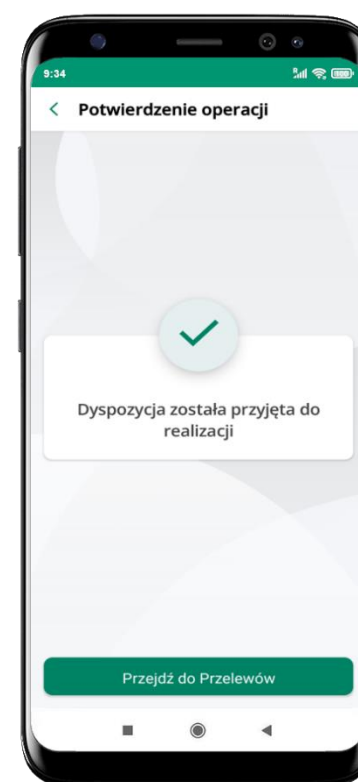 9:34
Potwierdzenie operacji
Dyspozycja została przyjęta do
realizacji
Przejdź do Przelewów